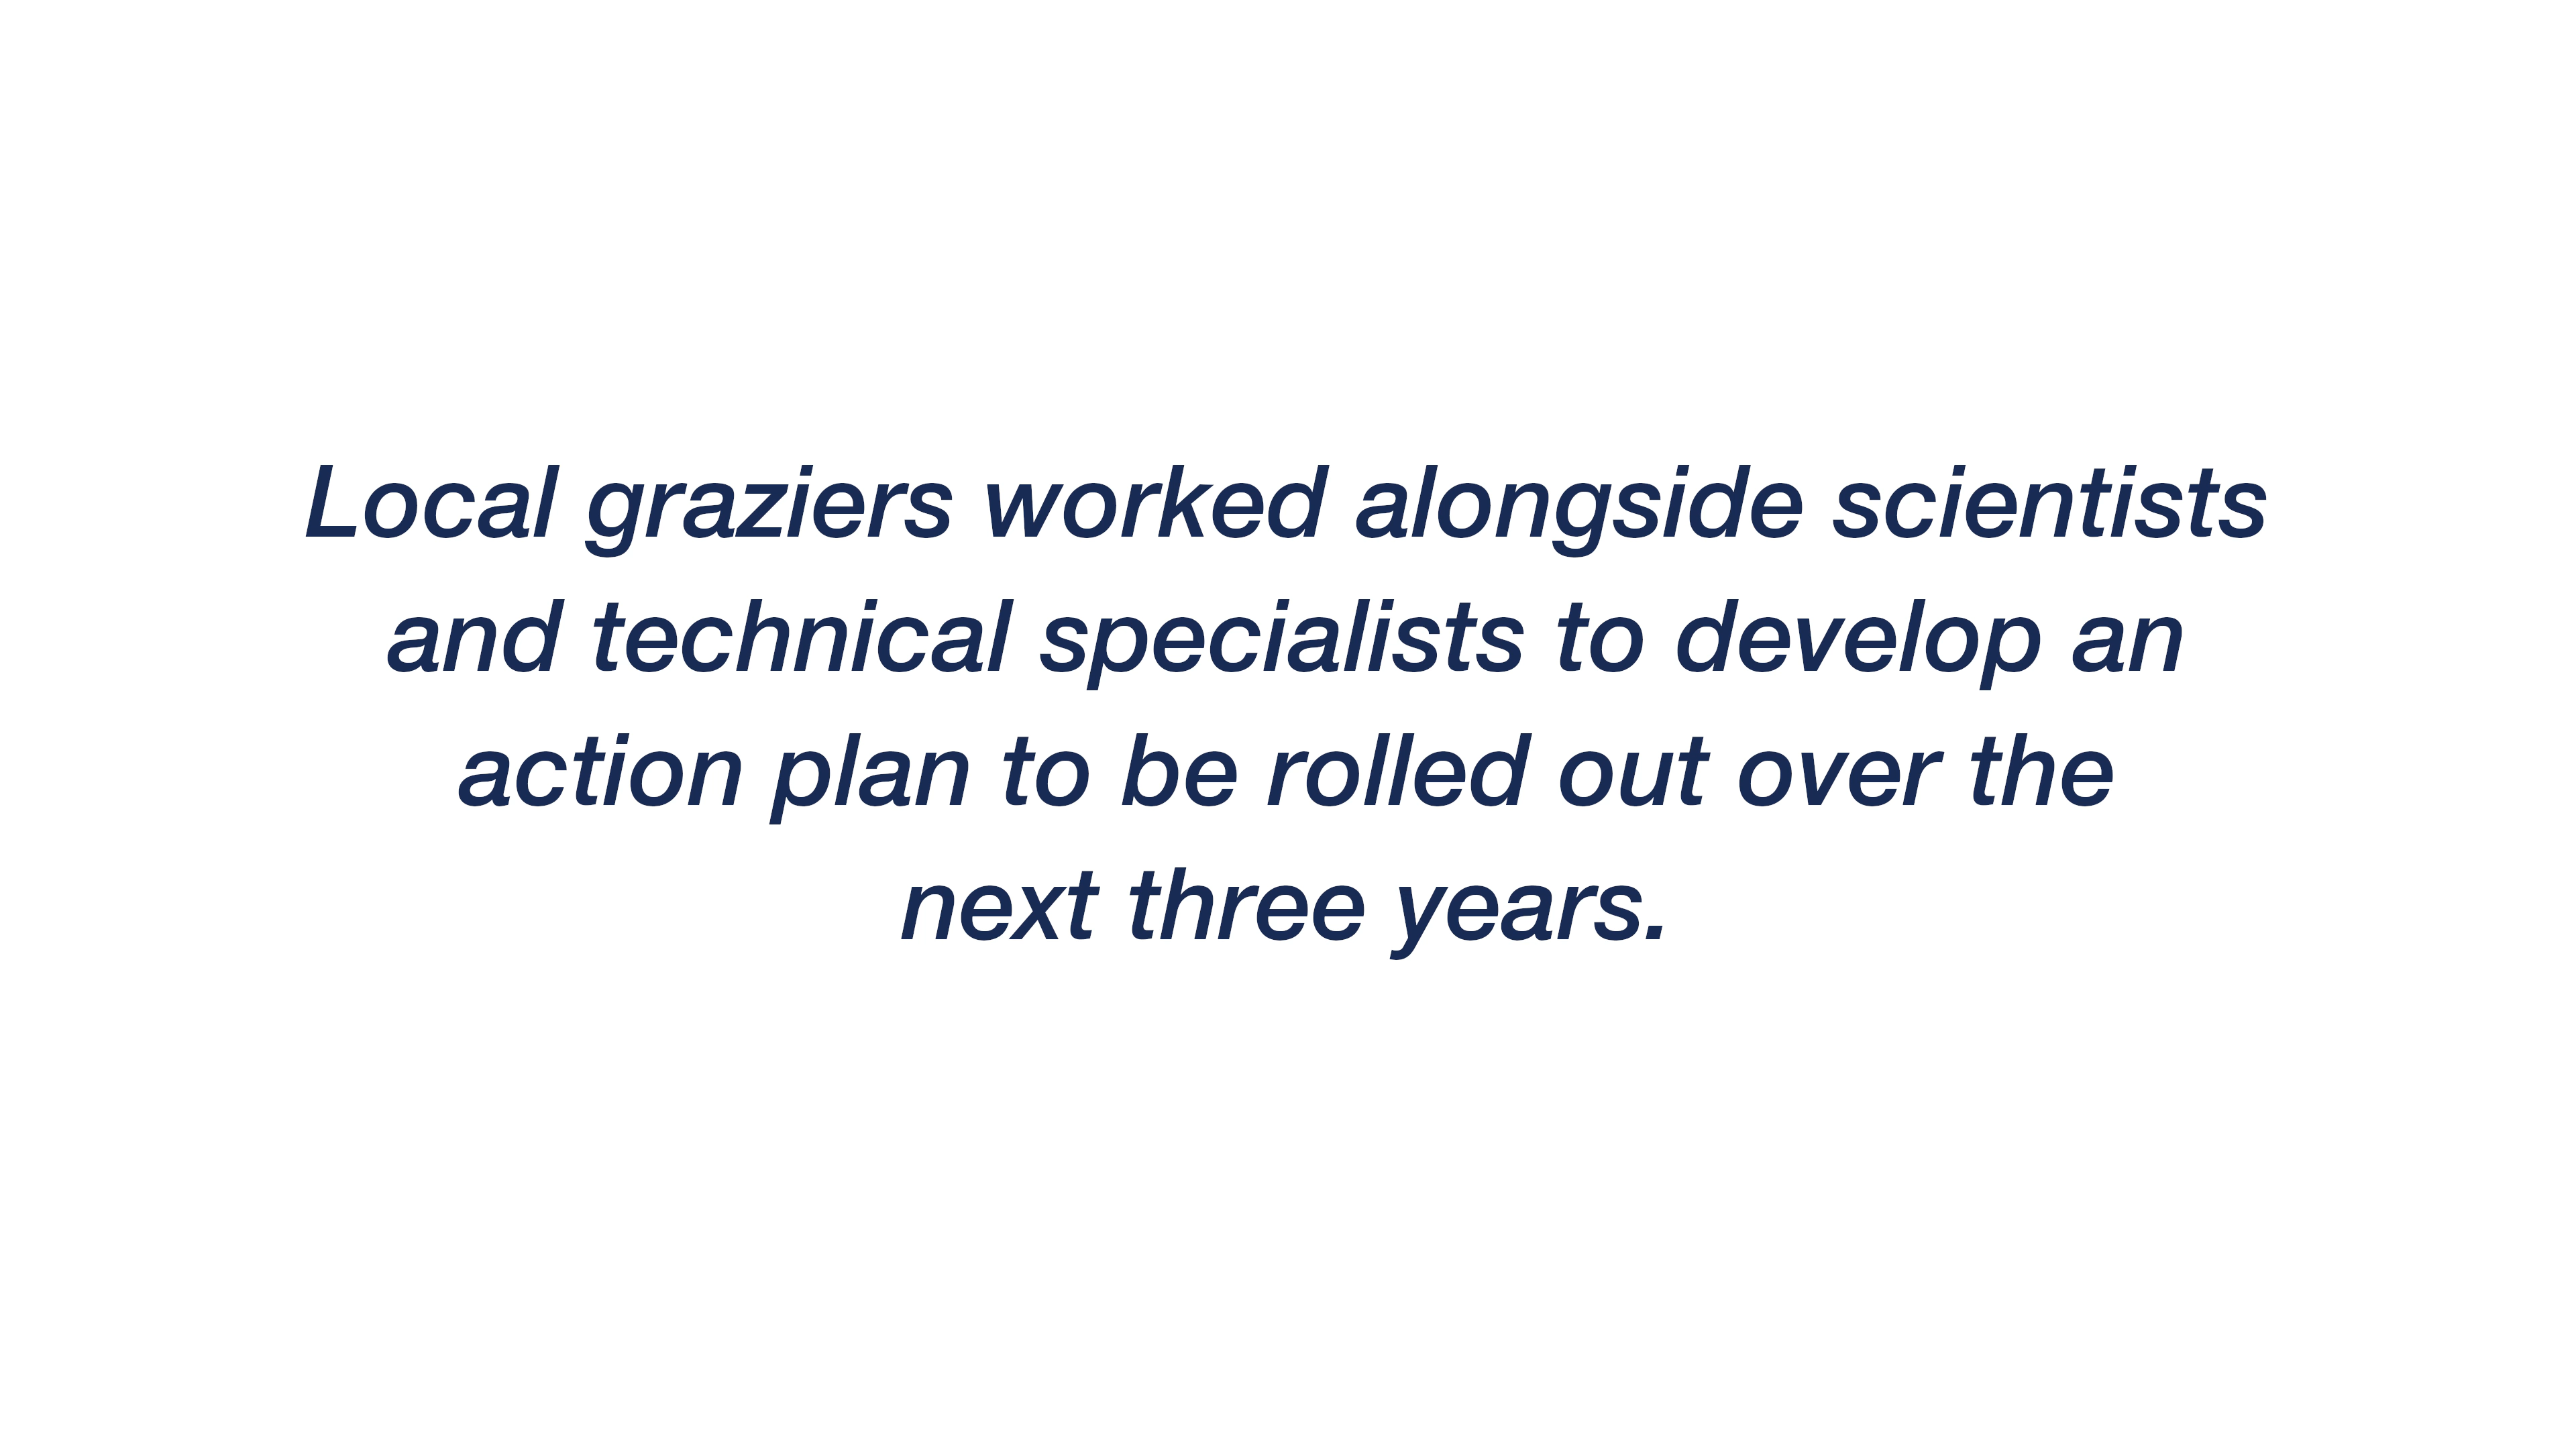 Local graziers worked alongside scientists
and technical specialists to develop an
action plan to be rolled out over the
next three years.